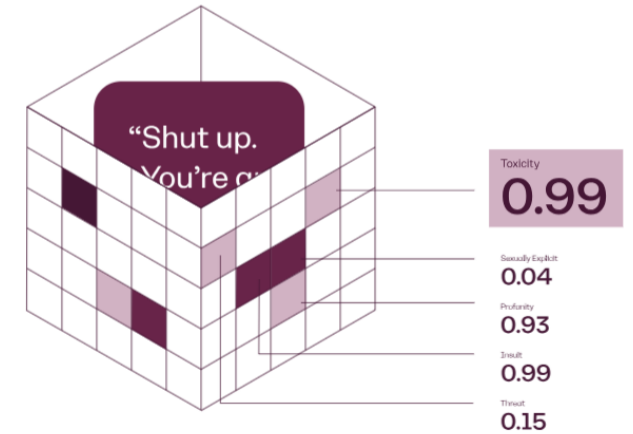 “Shut up.
You’re
Toxicity
0.99
Sexually Explicit
0.04
Profanity
0.93
Insult
0.99
Threat
0.15